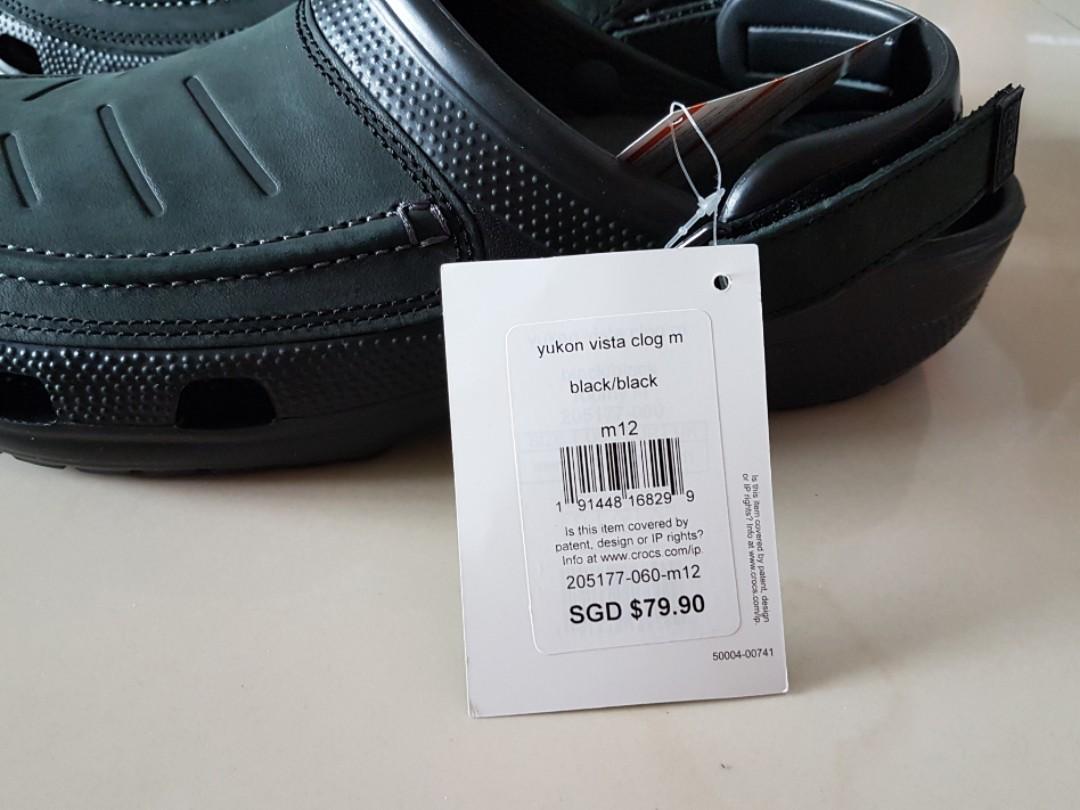 yukon vista clog m
black/black
m12
1 91448 16829 9
Is this item covered by
patent, design or IP rights?
Info at www.crocs.com/ip.
205177-060-m12
SGD $79.90
Is this item covered by patent, design
or IP rights? Info at www.crocs.com/ip.
50004-00741